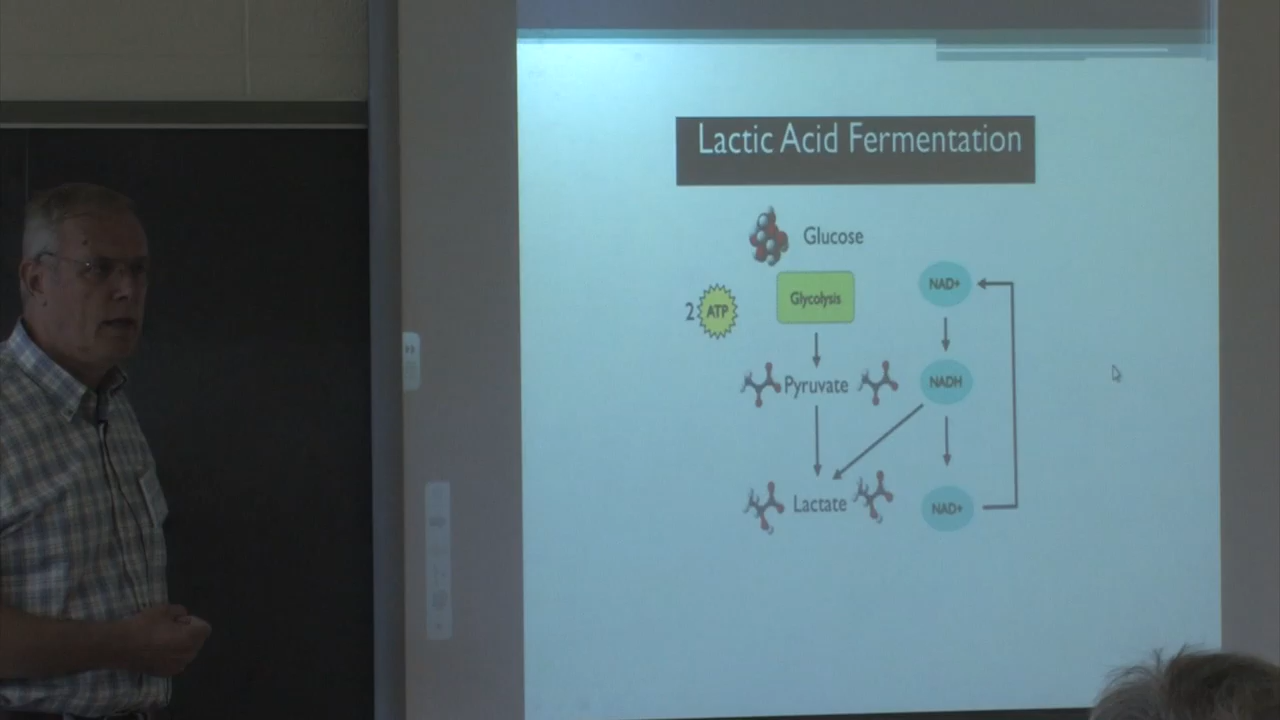 Lactic Acid Fermentation
Glucose
Glycolysis
NAD+
2 ATP
Pyruvate
NADH
Lactate
NAD+